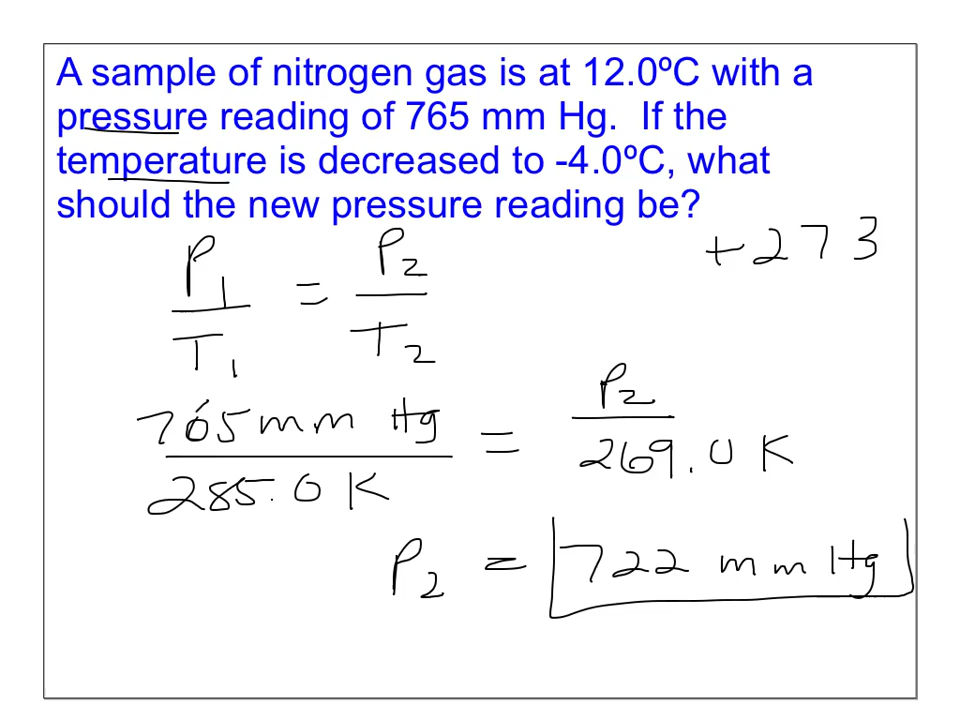 A sample of nitrogen gas is at 12.0ºC with a
pressure reading of 765 mm Hg. If the
temperature is decreased to -4.0ºC, what
should the new pressure reading be?
+273
P1/T1 = P2/T2
765 mm Hg/285.0 K = P2/269.0 K
P2 = 722 mm Hg